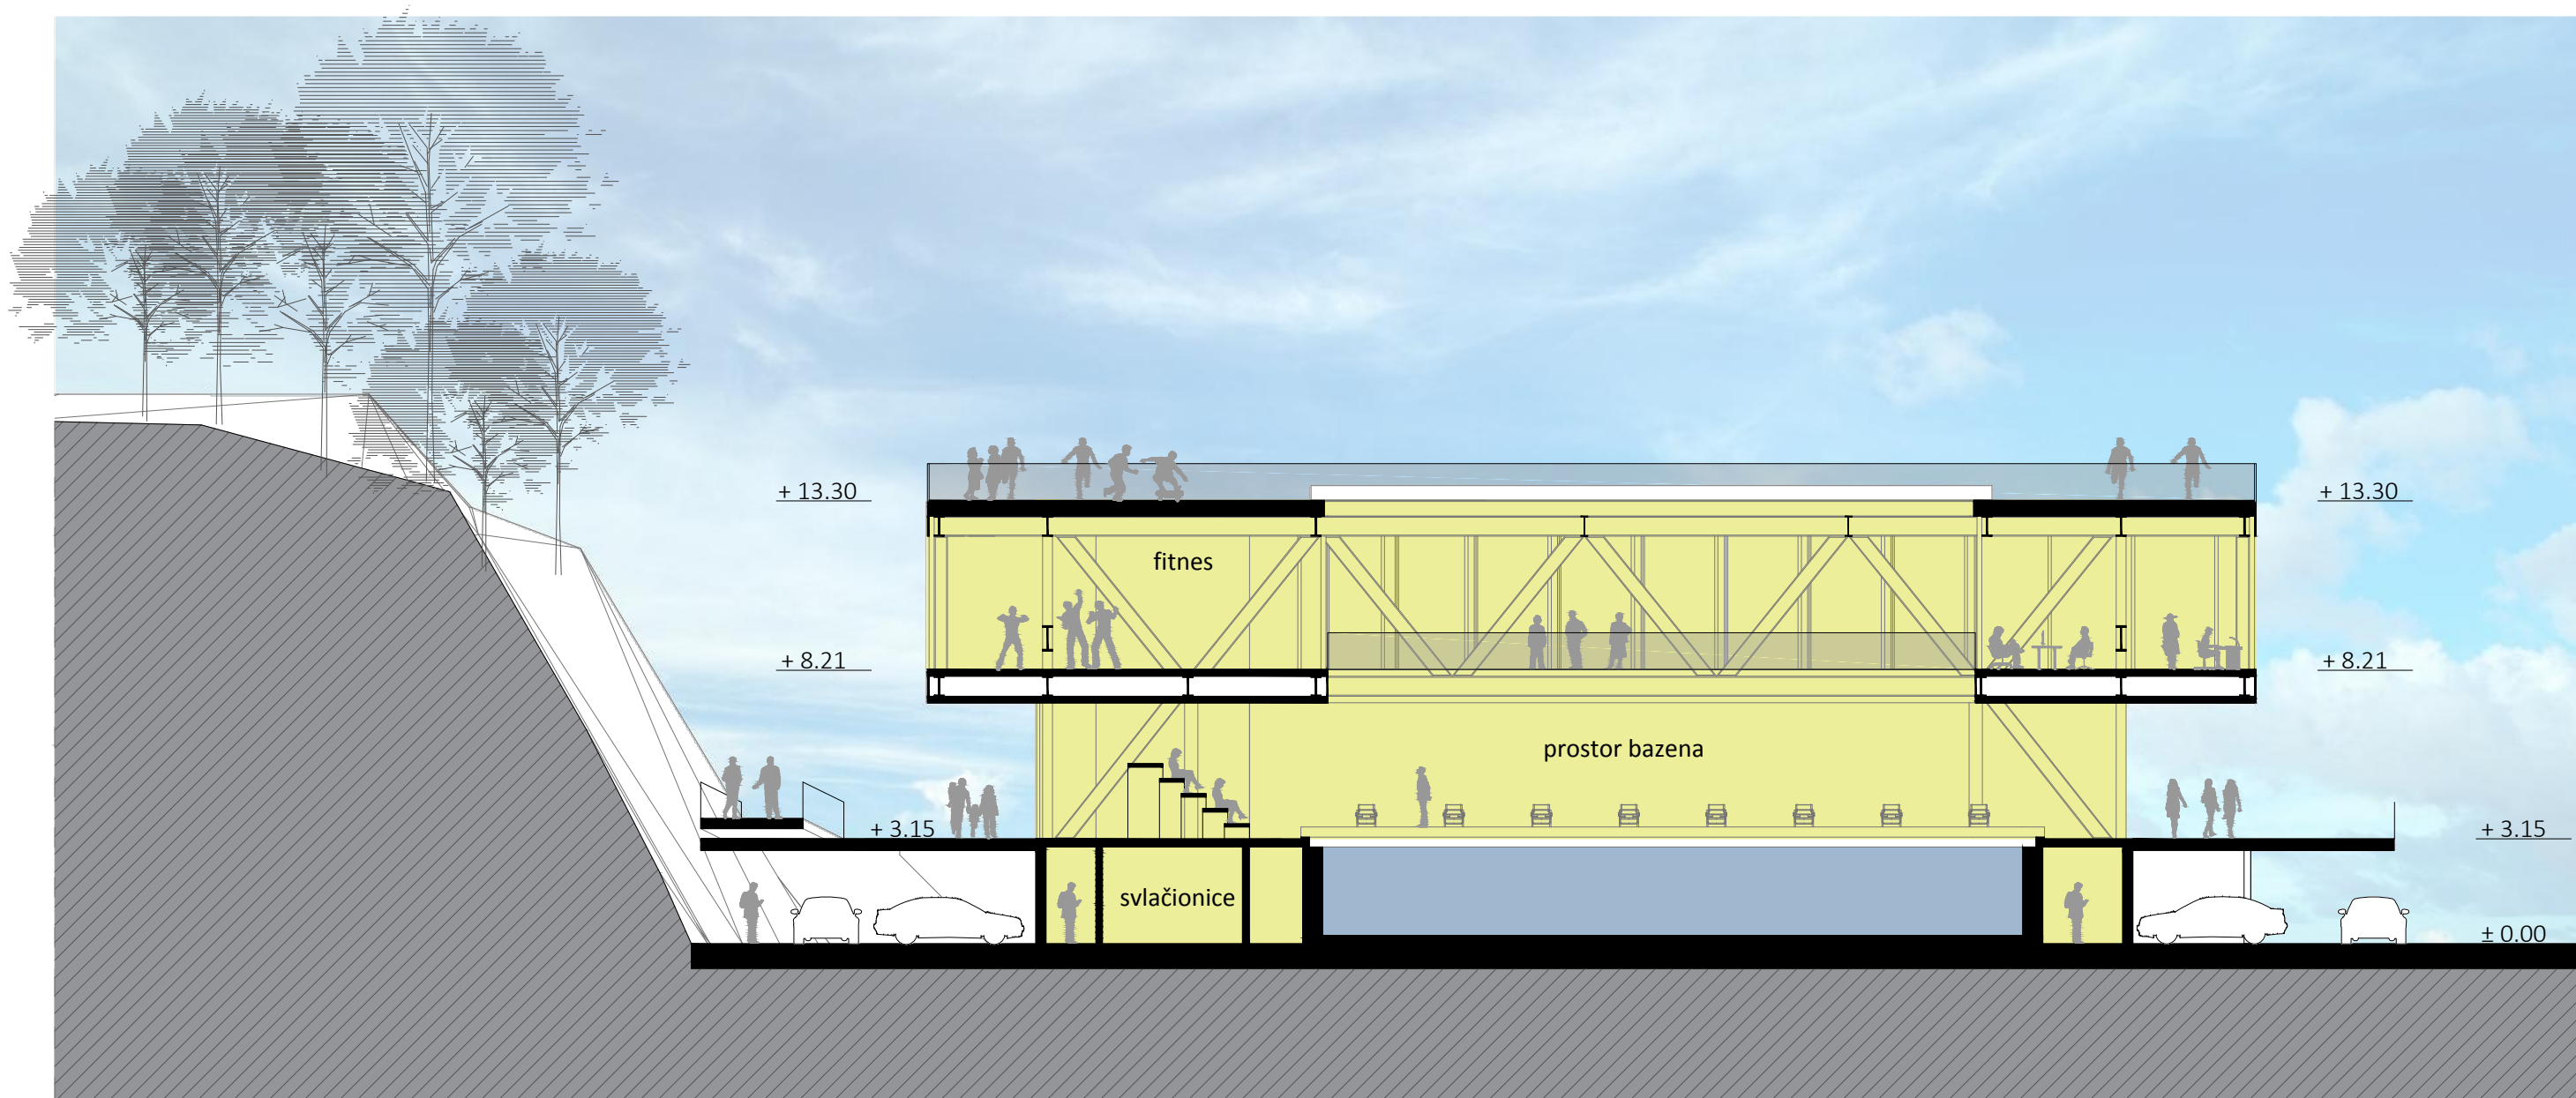 + 13.30
+ 13.30
fitnes
+ 8.21
+ 8.21
prostor bazena
+ 3.15
+ 3.15
svlačionice
± 0.00